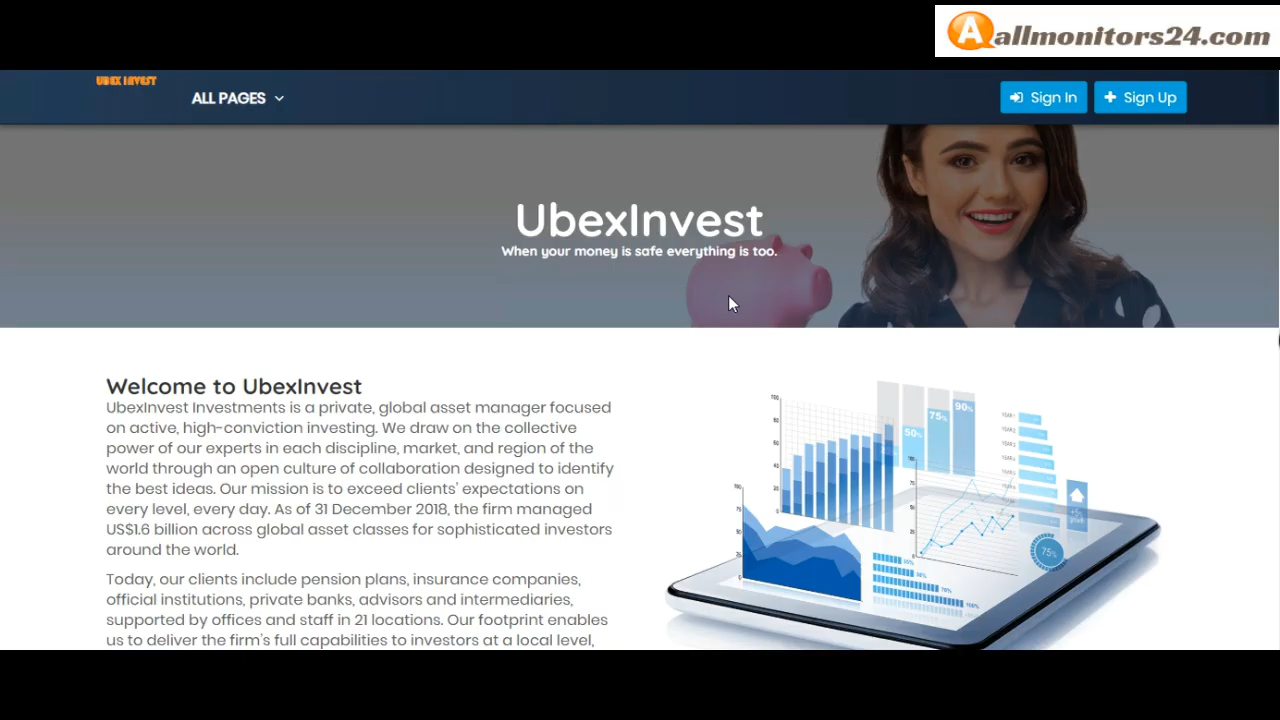 allmonitors24.com
UBEX INVEST
ALL PAGES
Sign In
Sign Up
UbexInvest
When your money is safe everything is too.
Welcome to UbexInvest
UbexInvest Investments is a private, global asset manager focused
on active, high-conviction investing. We draw on the collective
power of our experts in each discipline, market, and region of the
world through an open culture of collaboration designed to identify
the best ideas. Our mission is to exceed clients' expectations on
every level, every day. As of 31 December 2018, the firm managed
US$1.6 billion across global asset classes for sophisticated investors
around the world.
Today, our clients include pension plans, insurance companies,
official institutions, private banks, advisors and intermediaries,
supported by offices and staff in 21 locations. Our footprint enables
us to deliver the firm's full capabilities to investors at a local level,
50%
75%
90%
75%